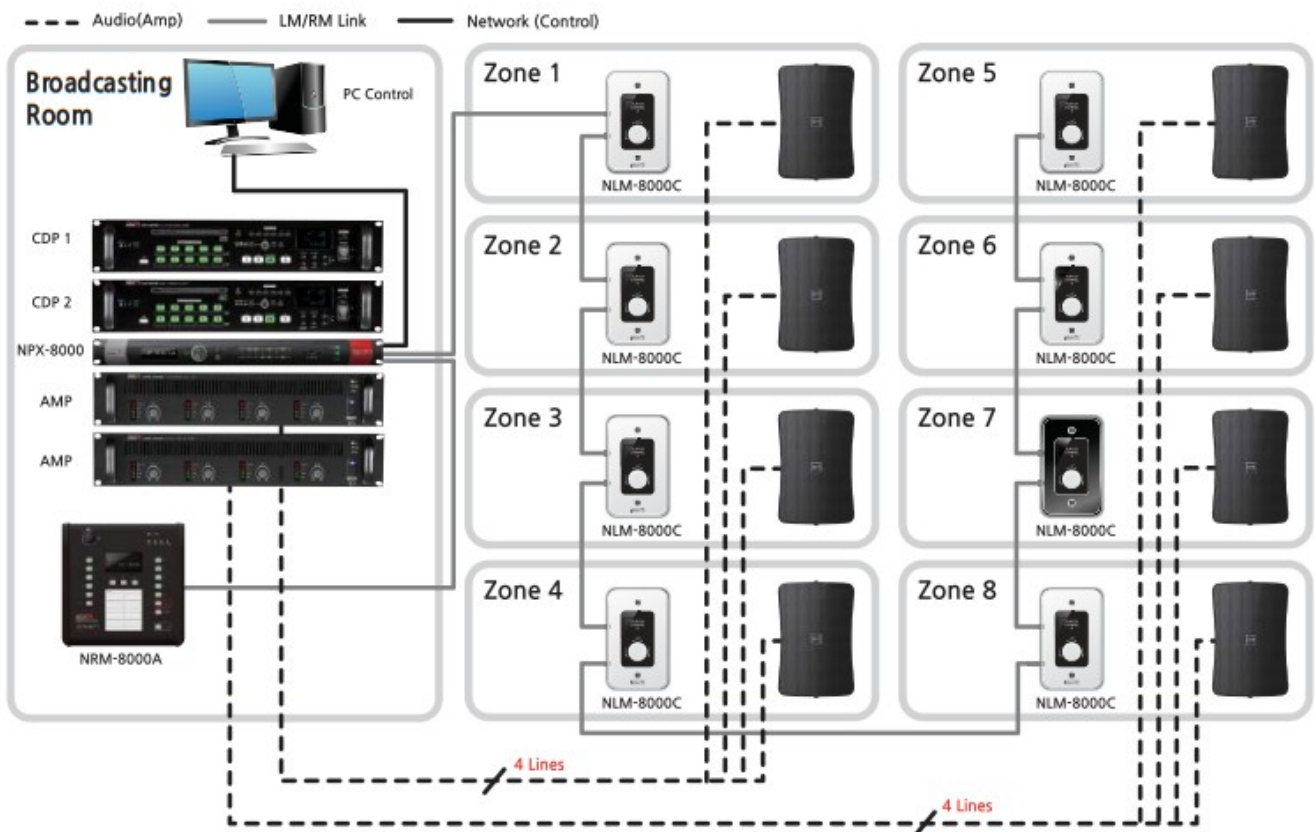 Audio(Amp)
LM/RM Link
Network (Control)
Broadcasting
Room
PC Control
CDP 1
CDP 2
NPX-8000
AMP
AMP
NRM-8000A
Zone 1
NLM-8000C
Zone 2
NLM-8000C
Zone 3
NLM-8000C
Zone 4
NLM-8000C
Zone 5
NLM-8000C
Zone 6
NLM-8000C
Zone 7
NLM-8000C
Zone 8
NLM-8000C
4 Lines
4 Lines